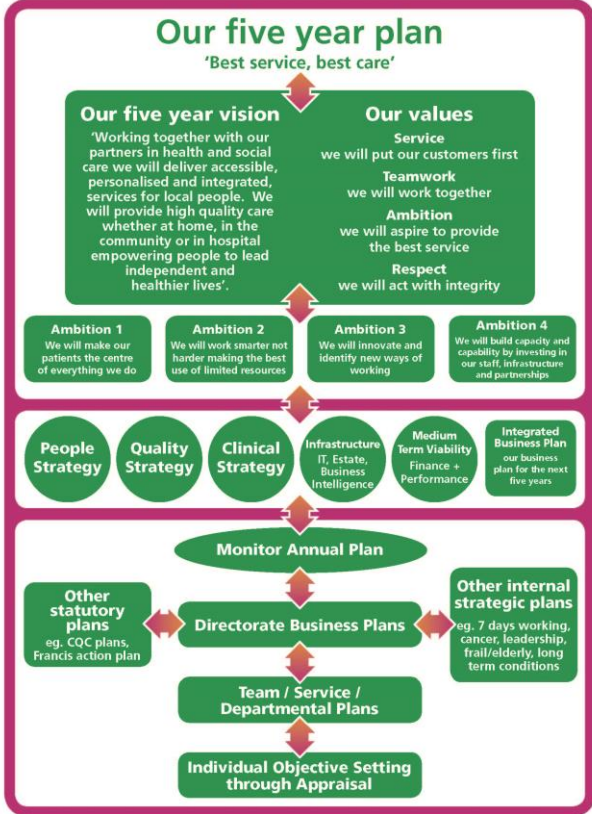 Our five year plan
'Best service, best care'
Our five year vision
'Working together with our
partners in health and social
care we will deliver accessible,
personalised and integrated,
services for local people. We
will provide high quality care
whether at home, in the
community or in hospital
empowering people to lead
independent and
healthier lives'.
Our values
Service
we will put our customers first
Teamwork
we will work together
Ambition
we will aspire to provide
the best service
Respect
we will act with integrity
Ambition 1
We will make our
patients the centre
of everything we do
Ambition 2
We will work smarter not
harder making the best
use of limited resources
Ambition 3
We will innovate and
identify new ways of
working
Ambition 4
We will build capacity and
capability by investing in
our staff, infrastructure
and partnerships
People
Strategy
Quality
Strategy
Clinical
Strategy
Infrastructure
IT, Estate,
Business
Intelligence
Medium
Term Viability
Finance +
Performance
Integrated
Business Plan
our business
plan for the next
five years
Monitor Annual Plan
Other
statutory
plans
eg. CQC plans,
Francis action plan
Directorate Business Plans
Other internal
strategic plans
eg. 7 days working,
cancer, leadership,
frail/elderly, long
term conditions
Team / Service /
Departmental Plans
Individual Objective Setting
through Appraisal